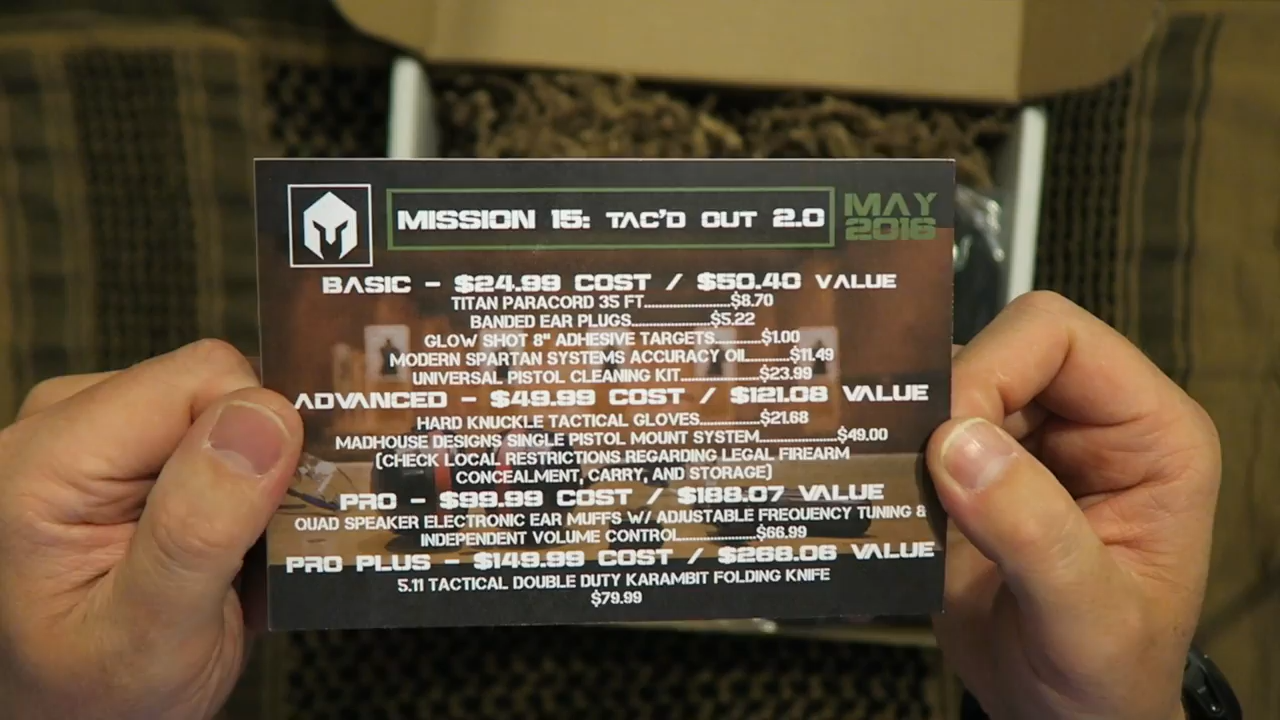 MISSION 15: TAC'D OUT 2.0
MAY
2016
BASIC - $24.99 COST / $50.40 VALUE
TITAN PARACORD 35 FT....................$8.70
BANDED EAR PLUGS...................$5.22
GLOW SHOT 8" ADHESIVE TARGETS...........$1.00
MODERN SPARTAN SYSTEMS ACCURACY OIL..........$11.49
UNIVERSAL PISTOL CLEANING KIT...................$23.99
ADVANCED - $49.99 COST / $121.08 VALUE
HARD KNUCKLE TACTICAL GLOVES..............$21.68
MADHOUSE DESIGNS SINGLE PISTOL MOUNT SYSTEM..................$49.00
(CHECK LOCAL RESTRICTIONS REGARDING LEGAL FIREARM
CONCEALMENT, CARRY, AND STORAGE)
PRO - $99.99 COST / $188.07 VALUE
QUAD SPEAKER ELECTRONIC EAR MUFFS W/ ADJUSTABLE FREQUENCY TUNING &
INDEPENDENT VOLUME CONTROL...................$66.99
PRO PLUS - $149.99 COST / $268.06 VALUE
5.11 TACTICAL DOUBLE DUTY KARAMBIT FOLDING KNIFE
$79.99